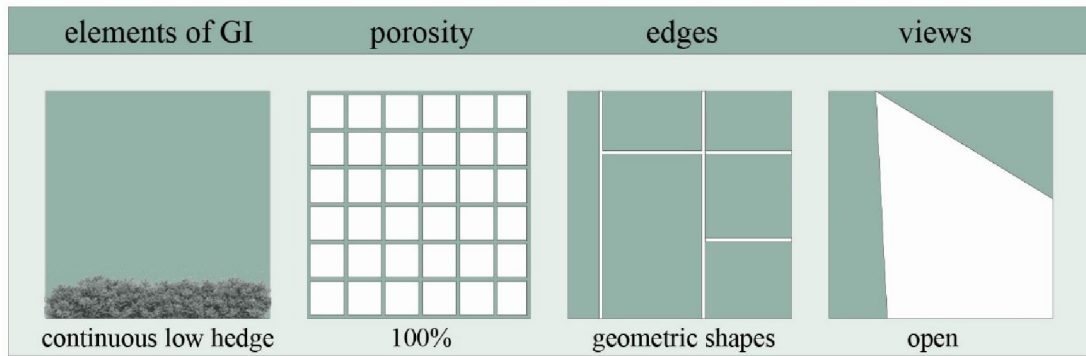 elements of GI porosity edges views
continuous low hedge 100% geometric shapes open